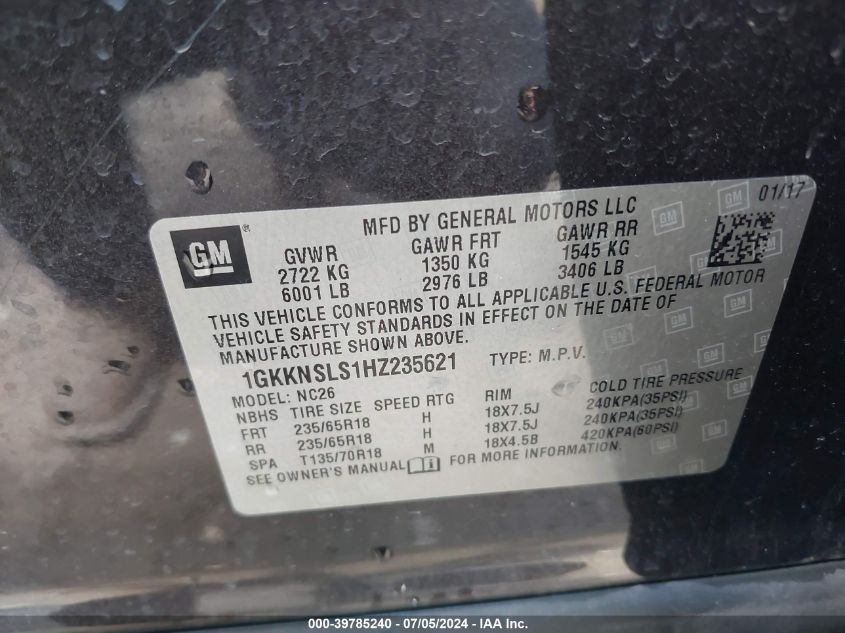 01/17
MFD BY GENERAL MOTORS LLC
GM
®
GVWR GAWR FRT GAWR RR
2722 KG 1350 KG 1545 KG
6001 LB 2976 LB 3406 LB
THIS VEHICLE CONFORMS TO ALL APPLICABLE U.S. FEDERAL MOTOR
VEHICLE SAFETY STANDARDS IN EFFECT ON THE DATE OF
MANUFACTURE SHOWN ABOVE.
1GKKNSLS1HZ235621 TYPE: M.P.V.
MODEL: NC26
NBHS TIRE SIZE SPEED RTG RIM COLD TIRE PRESSURE
FRT 235/65R18 H 18X7.5J 240KPA(35PSI)
RR 235/65R18 H 18X7.5J 240KPA(35PSI)
SPA T135/70R18 M 18X4.5B 420KPA(60PSI)
SEE OWNER'S MANUAL FOR MORE INFORMATION.
000-39785240 - 07/05/2024 - IAA, Inc.